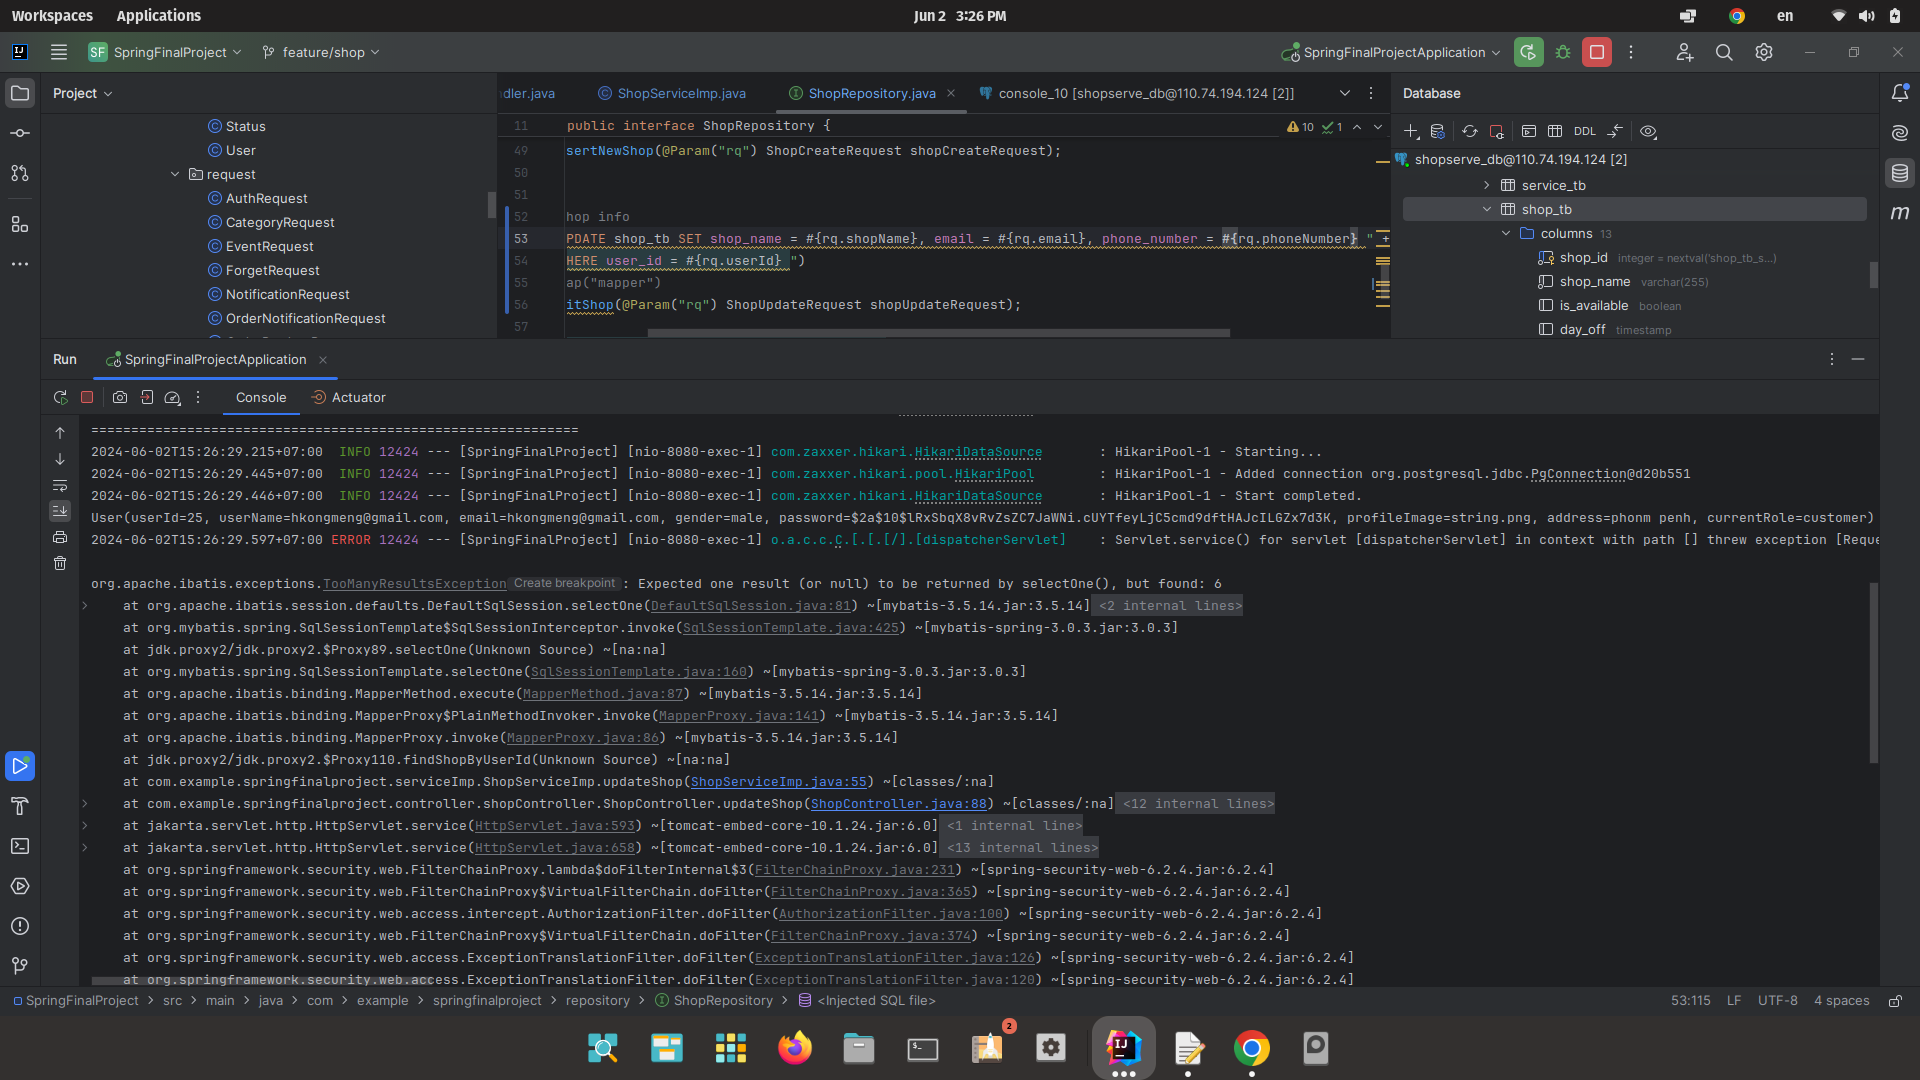 Workspaces Applications Jun 2 3:26 PM en
SF SpringFinalProject feature/shop SpringFinalProjectApplication
Project
Status
User
request
AuthRequest
CategoryRequest
EventRequest
ForgetRequest
NotificationRequest
OrderNotificationRequest
dler.java ShopServiceImp.java ShopRepository.java console_10 [shopserve_db@110.74.194.124 [2]]
11 public interface ShopRepository { 10 1
49 sertNewShop(@Param("rq") ShopCreateRequest shopCreateRequest);
50
51
52 hop info
53 PDATE shop_tb SET shop_name = #{rq.shopName}, email = #{rq.email}, phone_number = #{rq.phoneNumber} " +
54 HERE user_id = #{rq.userId} ")
55 ap("mapper")
56 itShop(@Param("rq") ShopUpdateRequest shopUpdateRequest);
57
Database
DDL
shopserve_db@110.74.194.124 [2]
service_tb
shop_tb
columns 13
shop_id integer = nextval('shop_tb_s...)
shop_name varchar(255)
is_available boolean
day_off timestamp
Run SpringFinalProjectApplication
Console Actuator
=============================================================
2024-06-02T15:26:29.215+07:00 INFO 12424 --- [SpringFinalProject] [nio-8080-exec-1] com.zaxxer.hikari.HikariDataSource : HikariPool-1 - Starting...
2024-06-02T15:26:29.445+07:00 INFO 12424 --- [SpringFinalProject] [nio-8080-exec-1] com.zaxxer.hikari.pool.HikariPool : HikariPool-1 - Added connection org.postgresql.jdbc.PgConnection@d20b551
2024-06-02T15:26:29.446+07:00 INFO 12424 --- [SpringFinalProject] [nio-8080-exec-1] com.zaxxer.hikari.HikariDataSource : HikariPool-1 - Start completed.
User(userId=25, userName=hkongmeng@gmail.com, email=hkongmeng@gmail.com, gender=male, password=$2a$10$lRxSbqX8vRvZsZC7JaWNi.cUYTfeyLjC5cmd9dftHAJcILGZx7d3K, profileImage=string.png, address=phonm penh, currentRole=customer)
2024-06-02T15:26:29.597+07:00 ERROR 12424 --- [SpringFinalProject] [nio-8080-exec-1] o.a.c.c.C.[.[.[/].[dispatcherServlet] : Servlet.service() for servlet [dispatcherServlet] in context with path [] threw exception [Reque
org.apache.ibatis.exceptions.TooManyResultsException Create breakpoint : Expected one result (or null) to be returned by selectOne(), but found: 6
at org.apache.ibatis.session.defaults.DefaultSqlSession.selectOne(DefaultSqlSession.java:81) ~[mybatis-3.5.14.jar:3.5.14] <2 internal lines>
at org.mybatis.spring.SqlSessionTemplate$SqlSessionInterceptor.invoke(SqlSessionTemplate.java:425) ~[mybatis-spring-3.0.3.jar:3.0.3]
at jdk.proxy2/jdk.proxy2.$Proxy89.selectOne(Unknown Source) ~[na:na]
at org.mybatis.spring.SqlSessionTemplate.selectOne(SqlSessionTemplate.java:160) ~[mybatis-spring-3.0.3.jar:3.0.3]
at org.apache.ibatis.binding.MapperMethod.execute(MapperMethod.java:87) ~[mybatis-3.5.14.jar:3.5.14]
at org.apache.ibatis.binding.MapperProxy$PlainMethodInvoker.invoke(MapperProxy.java:141) ~[mybatis-3.5.14.jar:3.5.14]
at org.apache.ibatis.binding.MapperProxy.invoke(MapperProxy.java:86) ~[mybatis-3.5.14.jar:3.5.14]
at jdk.proxy2/jdk.proxy2.$Proxy110.findShopByUserId(Unknown Source) ~[na:na]
at com.example.springfinalproject.serviceImp.ShopServiceImp.updateShop(ShopServiceImp.java:55) ~[classes/:na]
at com.example.springfinalproject.controller.shopController.ShopController.updateShop(ShopController.java:88) ~[classes/:na] <12 internal lines>
at jakarta.servlet.http.HttpServlet.service(HttpServlet.java:593) ~[tomcat-embed-core-10.1.24.jar:6.0] <1 internal line>
at jakarta.servlet.http.HttpServlet.service(HttpServlet.java:658) ~[tomcat-embed-core-10.1.24.jar:6.0] <13 internal lines>
at org.springframework.security.web.FilterChainProxy.lambda$doFilterInternal$3(FilterChainProxy.java:231) ~[spring-security-web-6.2.4.jar:6.2.4]
at org.springframework.security.web.FilterChainProxy$VirtualFilterChain.doFilter(FilterChainProxy.java:365) ~[spring-security-web-6.2.4.jar:6.2.4]
at org.springframework.security.web.access.intercept.AuthorizationFilter.doFilter(AuthorizationFilter.java:100) ~[spring-security-web-6.2.4.jar:6.2.4]
at org.springframework.security.web.FilterChainProxy$VirtualFilterChain.doFilter(FilterChainProxy.java:374) ~[spring-security-web-6.2.4.jar:6.2.4]
at org.springframework.security.web.access.ExceptionTranslationFilter.doFilter(ExceptionTranslationFilter.java:126) ~[spring-security-web-6.2.4.jar:6.2.4]
at org.springframework.security.web.access.ExceptionTranslationFilter.doFilter(ExceptionTranslationFilter.java:120) ~[spring-security-web-6.2.4.jar:6.2.4]
SpringFinalProject > src > main > java > com > example > springfinalproject > repository > ShopRepository > <Injected SQL file> 53:115 LF UTF-8 4 spaces
2